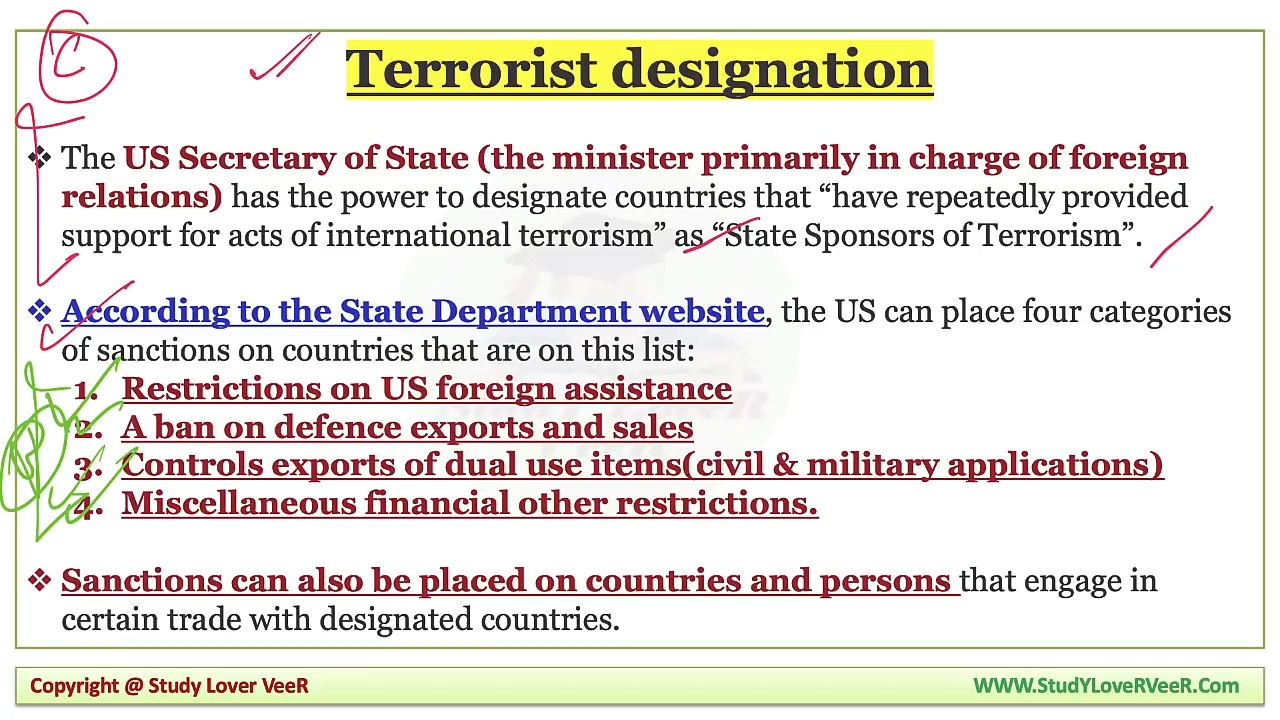 Terrorist designation
❖ The US Secretary of State (the minister primarily in charge of foreign
relations) has the power to designate countries that “have repeatedly provided
support for acts of international terrorism” as “State Sponsors of Terrorism”.
❖ According to the State Department website, the US can place four categories
of sanctions on countries that are on this list:
1. Restrictions on US foreign assistance
2. A ban on defence exports and sales
3. Controls exports of dual use items(civil & military applications)
4. Miscellaneous financial other restrictions.
❖ Sanctions can also be placed on countries and persons that engage in
certain trade with designated countries.
Copyright @ Study Lover VeeR
WWW.StudYLoveRVeeR.Com